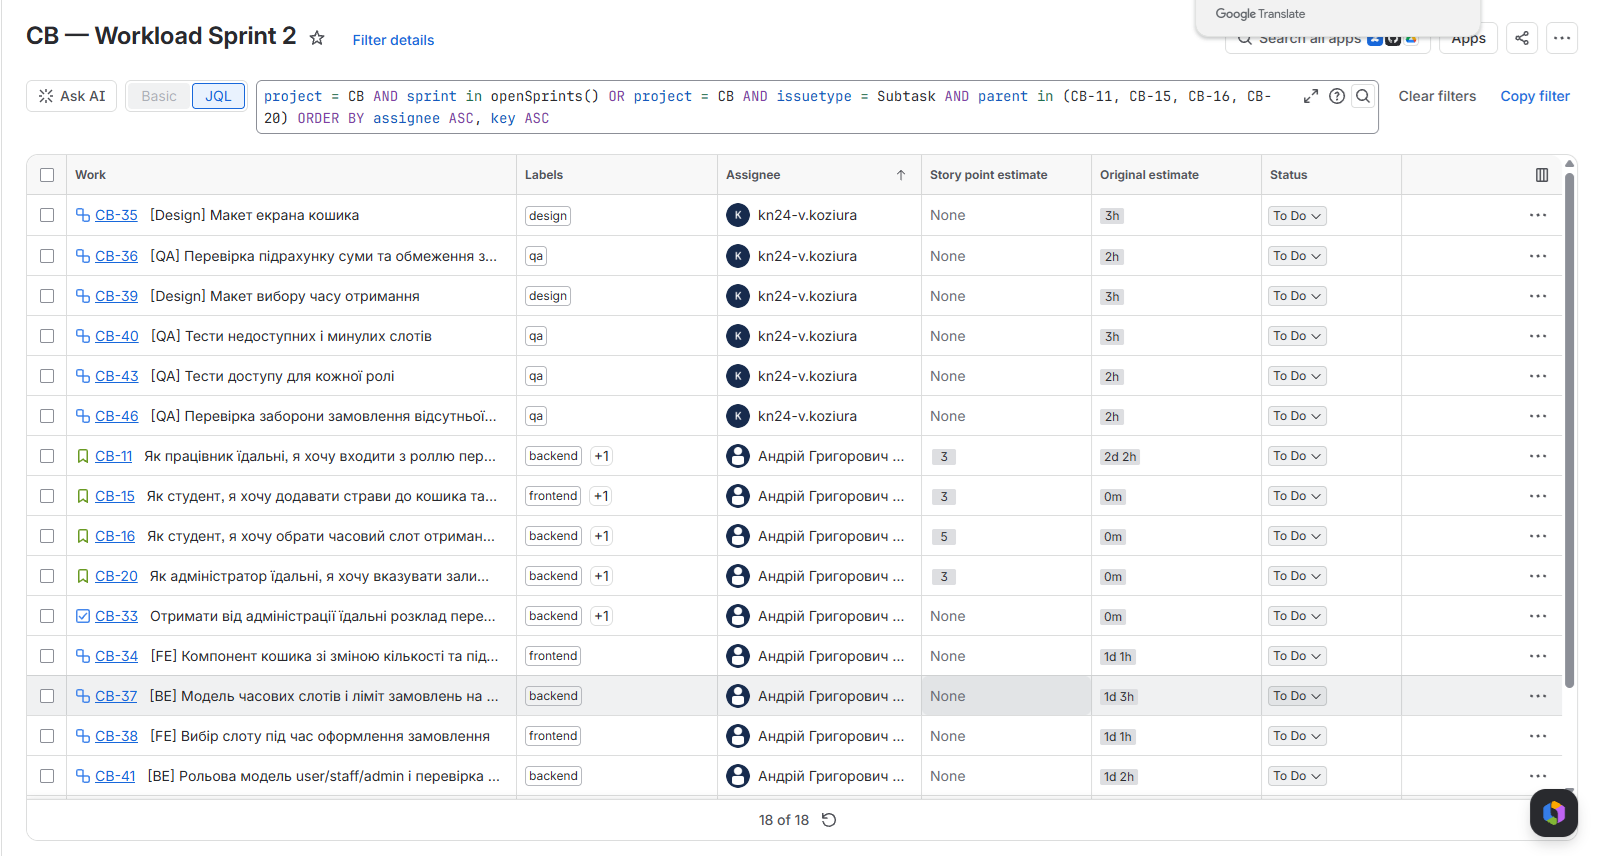 Google Translate
CB — Workload Sprint 2
Filter details
Search all apps
Apps
Ask AI
Basic
JQL
project = CB AND sprint in openSprints() OR project = CB AND issuetype = Subtask AND parent in (CB-11, CB-15, CB-16, CB-
20) ORDER BY assignee ASC, key ASC
Clear filters
Copy filter
Work Labels Assignee Story point estimate Original estimate Status
CB-35 [Design] Макет екрана кошика design K kn24-v.koziura None 3h To Do
CB-36 [QA] Перевірка підрахунку суми та обмеження з... qa K kn24-v.koziura None 2h To Do
CB-39 [Design] Макет вибору часу отримання design K kn24-v.koziura None 3h To Do
CB-40 [QA] Тести недоступних і минулих слотів qa K kn24-v.koziura None 3h To Do
CB-43 [QA] Тести доступу для кожної ролі qa K kn24-v.koziura None 2h To Do
CB-46 [QA] Перевірка заборони замовлення відсутньої... qa K kn24-v.koziura None 2h To Do
CB-11 Як працівник їдальні, я хочу входити з роллю пер... backend +1 Андрій Григорович ... 3 2d 2h To Do
CB-15 Як студент, я хочу додавати страви до кошика та... frontend +1 Андрій Григорович ... 3 0m To Do
CB-16 Як студент, я хочу обрати часовий слот отриман... backend +1 Андрій Григорович ... 5 0m To Do
CB-20 Як адміністратор їдальні, я хочу вказувати зали... backend +1 Андрій Григорович ... 3 0m To Do
CB-33 Отримати від адміністрації їдальні розклад пере... backend +1 Андрій Григорович ... None 0m To Do
CB-34 [FE] Компонент кошика зі зміною кількості та під... frontend Андрій Григорович ... None 1d 1h To Do
CB-37 [BE] Модель часових слотів і ліміт замовлень на ... backend Андрій Григорович ... None 1d 3h To Do
CB-38 [FE] Вибір слоту під час оформлення замовлення frontend Андрій Григорович ... None 1d 1h To Do
CB-41 [BE] Рольова модель user/staff/admin і перевірка ... backend Андрій Григорович ... None 1d 2h To Do
18 of 18